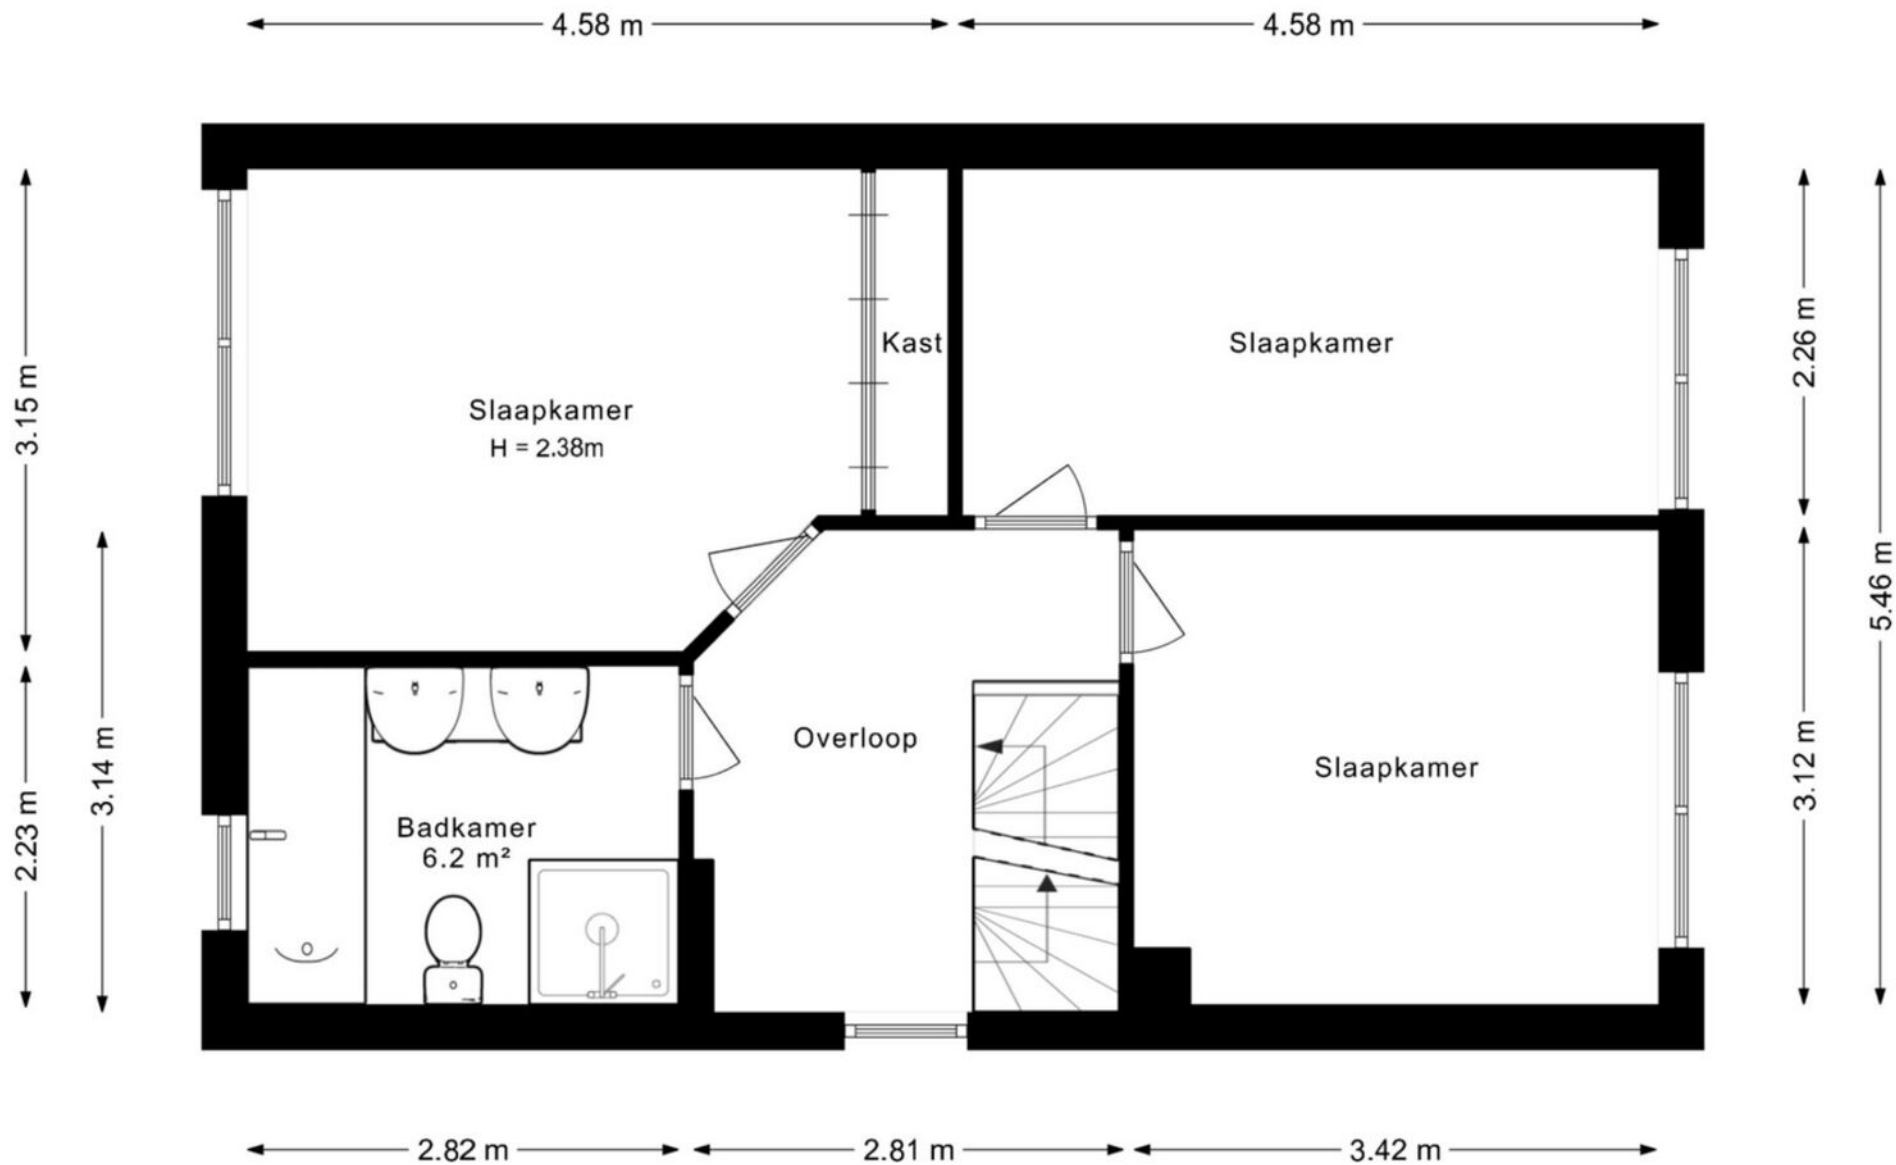 4.58 m
4.58 m
3.15 m
2.26 m
5.46 m
Kast
Slaapkamer
Slaapkamer
H = 2.38m
Overloop
Slaapkamer
3.14 m
3.12 m
2.23 m
Badkamer
6.2 m²
2.82 m
2.81 m
3.42 m